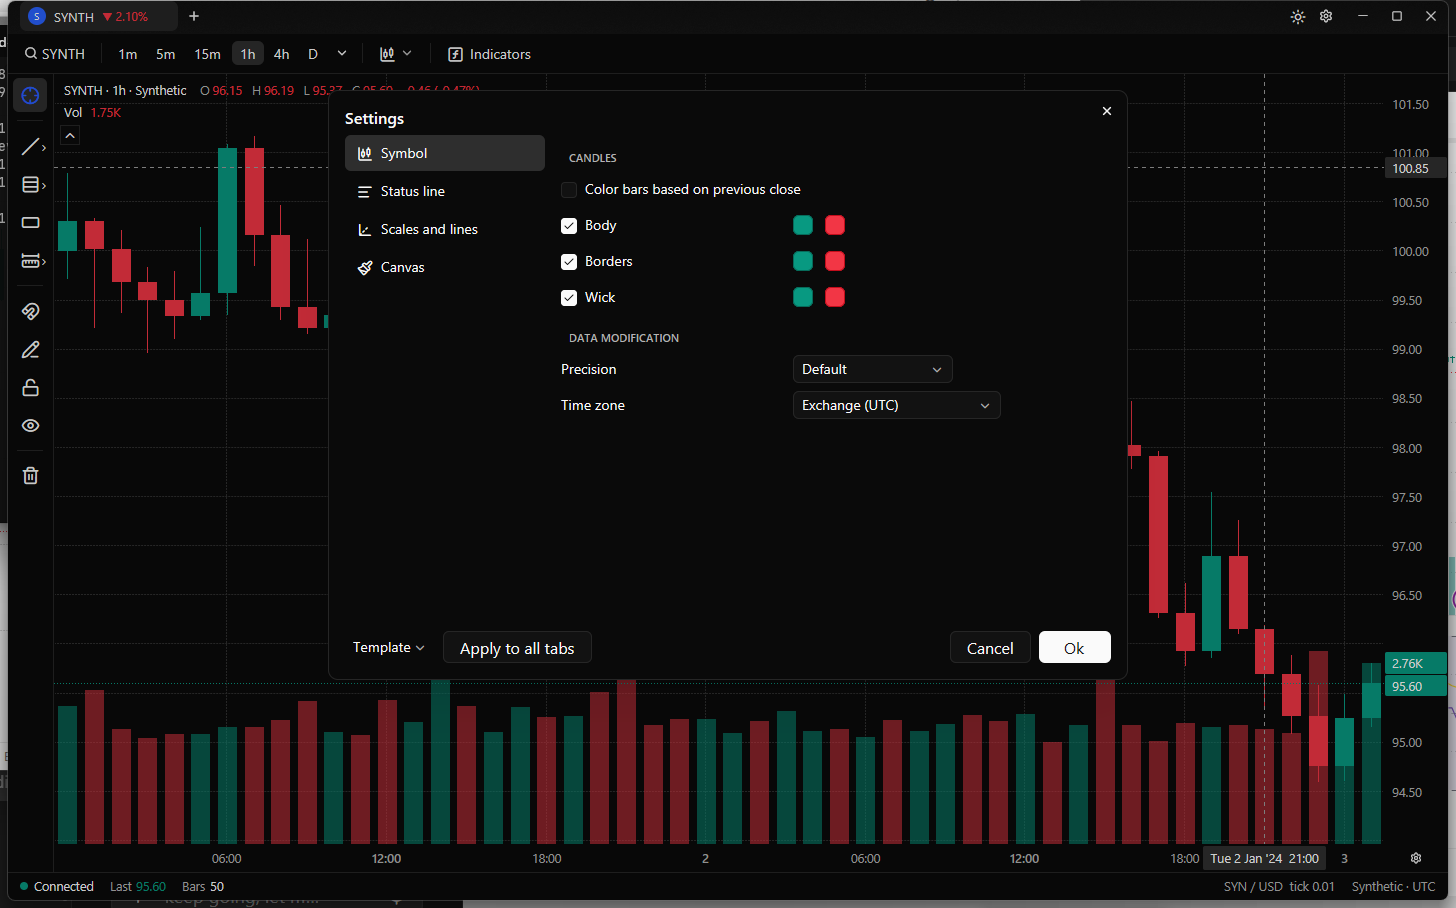 S SYNTH ▼ 2.10% +
SYNTH 1m 5m 15m 1h 4h D Indicators
SYNTH · 1h · Synthetic O 96.15 H 96.19 L 95.37
Vol 1.75K
Settings
Symbol
Status line
Scales and lines
Canvas
CANDLES
Color bars based on previous close
Body
Borders
Wick
DATA MODIFICATION
Precision Default
Time zone Exchange (UTC)
Template Apply to all tabs Cancel Ok
101.50
101.00
100.85
100.50
100.00
99.50
99.00
98.50
98.00
97.50
97.00
96.50
2.76K
95.60
95.00
94.50
06:00 12:00 18:00 2 06:00 12:00 18:00 Tue 2 Jan '24 21:00 3
Connected Last 95.60 Bars 50 SYN / USD tick 0.01 Synthetic · UTC